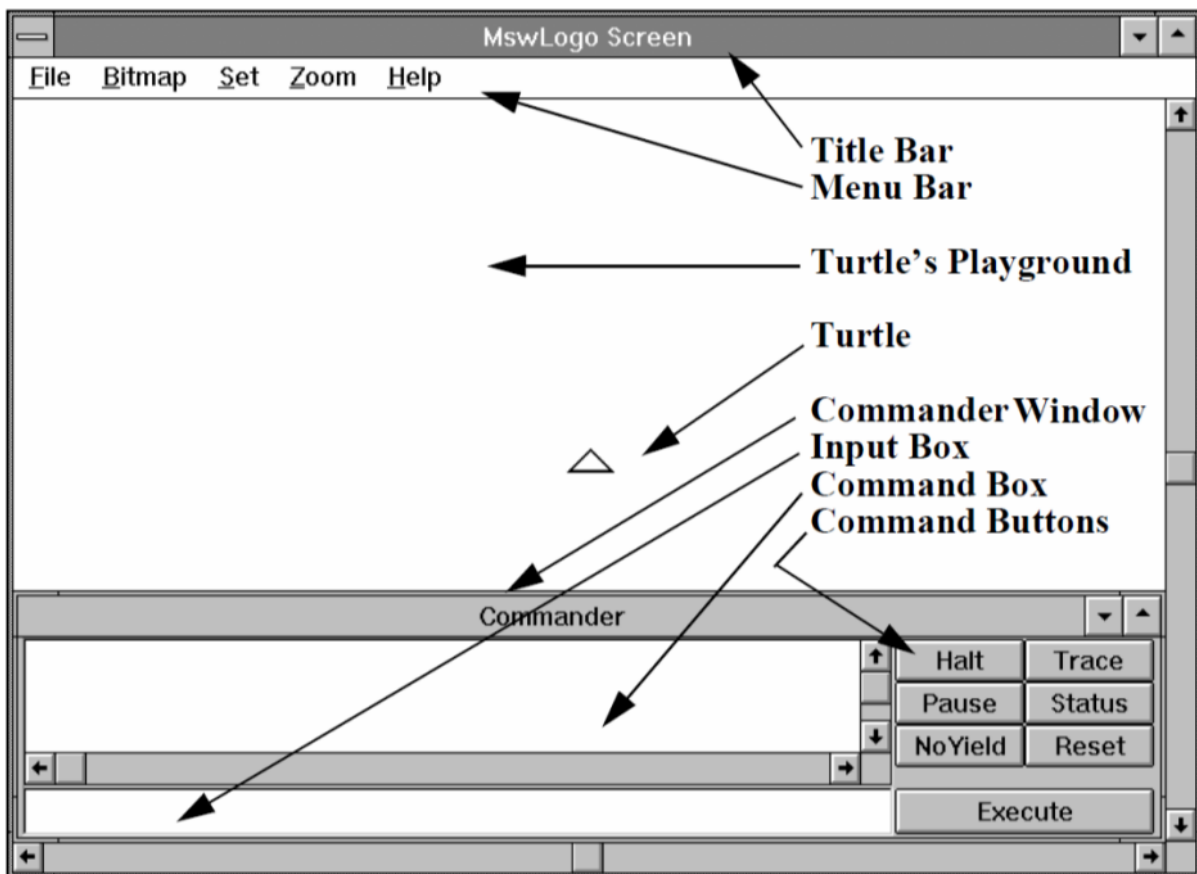 MswLogo Screen
File Bitmap Set Zoom Help
Title Bar
Menu Bar
Turtle’s Playground
Turtle
Commander Window
Input Box
Command Box
Command Buttons
Commander
Halt Trace
Pause Status
NoYield Reset
Execute